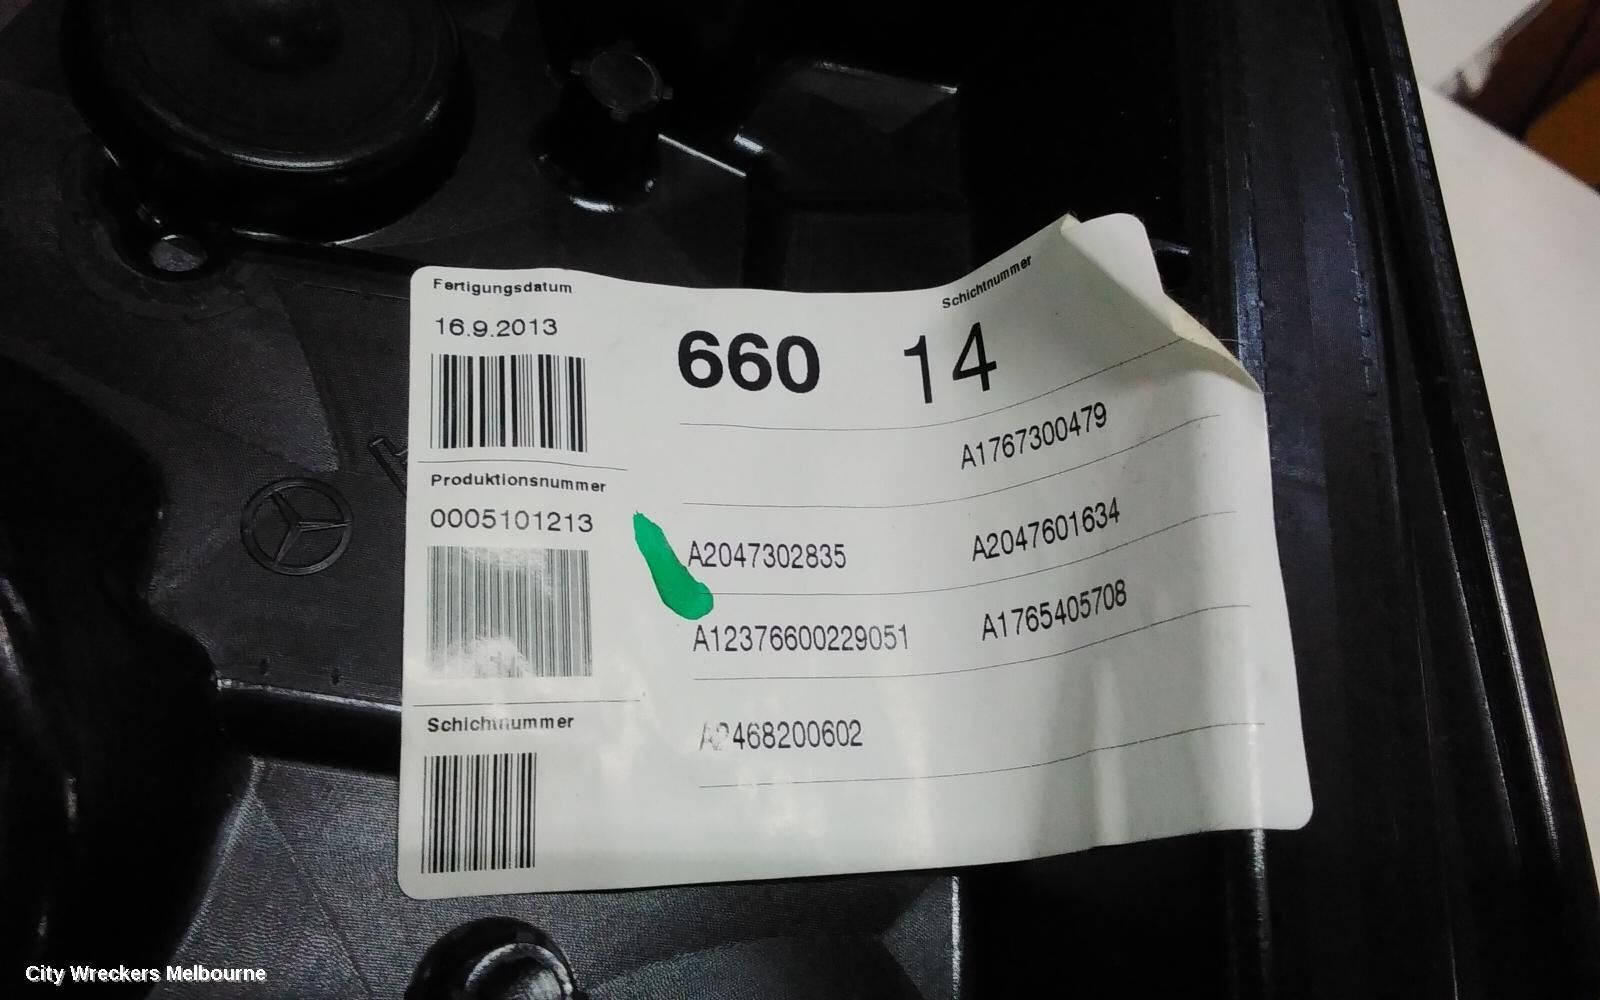 Fertigungsdatum
16.9.2013
Produktionsnummer
0005101213
Schichtnummer
660
Schichtnummer
14
A1767300479
A2047302835 A2047601634
A12376600229051 A1765405708
A2468200602
City Wreckers Melbourne